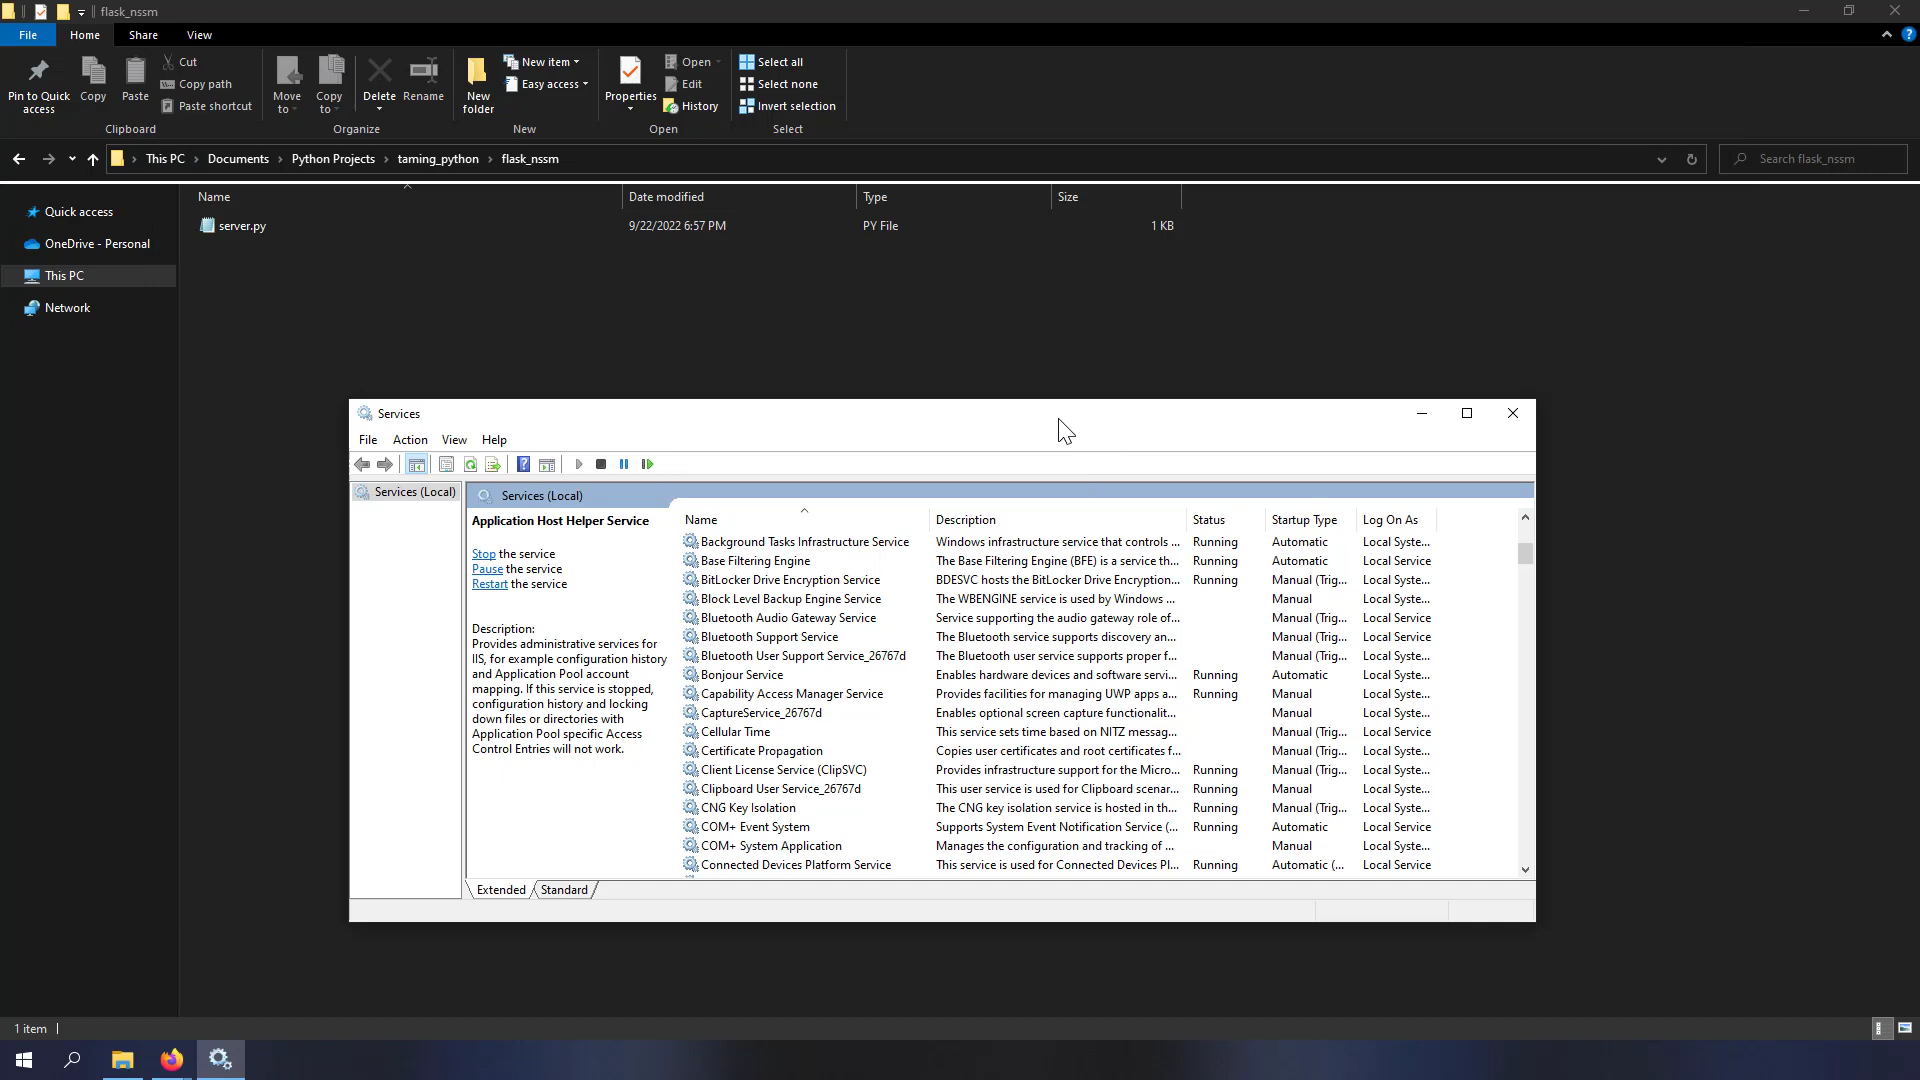 flask_nssm
File Home Share View
Pin to Quick access
Copy
Paste
Cut
Copy path
Paste shortcut
Clipboard
Move to
Copy to
Delete
Rename
Organize
New folder
New item
Easy access
New
Properties
Open
Edit
History
Open
Select all
Select none
Invert selection
Select
This PC › Documents › Python Projects › taming_python › flask_nssm
Search flask_nssm
Name Date modified Type Size
Quick access
OneDrive - Personal
This PC
Network
server.py 9/22/2022 6:57 PM PY File 1 KB
Services
File Action View Help
Services (Local)
Services (Local)
Application Host Helper Service
Stop the service
Pause the service
Restart the service
Description:
Provides administrative services for
IIS, for example configuration history
and Application Pool account
mapping. If this service is stopped,
configuration history and locking
down files or directories with
Application Pool specific Access
Control Entries will not work.
Name Description Status Startup Type Log On As
Background Tasks Infrastructure Service Windows infrastructure service that controls ... Running Automatic Local Syste...
Base Filtering Engine The Base Filtering Engine (BFE) is a service th... Running Automatic Local Service
BitLocker Drive Encryption Service BDESVC hosts the BitLocker Drive Encryption... Running Manual (Trig... Local Syste...
Block Level Backup Engine Service The WBENGINE service is used by Windows ... Manual Local Syste...
Bluetooth Audio Gateway Service Service supporting the audio gateway role of... Manual (Trig... Local Service
Bluetooth Support Service The Bluetooth service supports discovery an... Manual (Trig... Local Service
Bluetooth User Support Service_26767d The Bluetooth user service supports proper f... Manual (Trig... Local Syste...
Bonjour Service Enables hardware devices and software servi... Running Automatic Local Syste...
Capability Access Manager Service Provides facilities for managing UWP apps a... Running Manual Local Syste...
CaptureService_26767d Enables optional screen capture functionalit... Manual Local Syste...
Cellular Time This service sets time based on NITZ messag... Manual (Trig... Local Service
Certificate Propagation Copies user certificates and root certificates f... Manual (Trig... Local Syste...
Client License Service (ClipSVC) Provides infrastructure support for the Micro... Running Manual (Trig... Local Syste...
Clipboard User Service_26767d This user service is used for Clipboard scenar... Running Manual Local Syste...
CNG Key Isolation The CNG key isolation service is hosted in th... Running Manual (Trig... Local Syste...
COM+ Event System Supports System Event Notification Service (... Running Automatic Local Service
COM+ System Application Manages the configuration and tracking of ... Manual Local Syste...
Connected Devices Platform Service This service is used for Connected Devices Pl... Running Automatic (... Local Service
Extended Standard
1 item